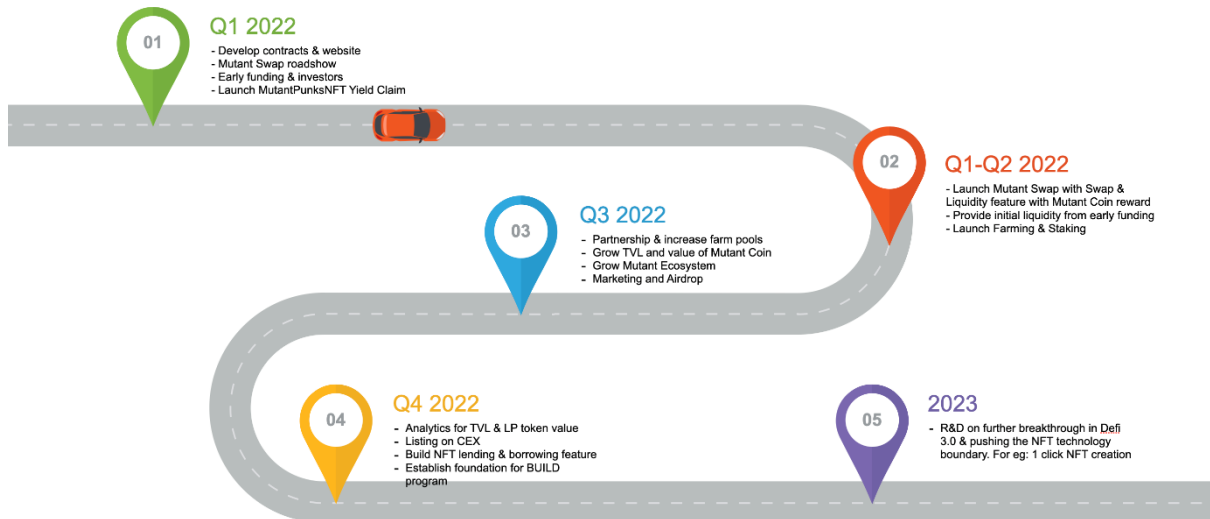 01
Q1 2022
- Develop contracts & website
- Mutant Swap roadshow
- Early funding & investors
- Launch MutantPunksNFT Yield Claim
02
Q1-Q2 2022
- Launch Mutant Swap with Swap &
Liquidity feature with Mutant Coin reward
- Provide initial liquidity from early funding
- Launch Farming & Staking
03
Q3 2022
- Partnership & increase farm pools
- Grow TVL and value of Mutant Coin
- Grow Mutant Ecosystem
- Marketing and Airdrop
04
Q4 2022
- Analytics for TVL & LP token value
- Listing on CEX
- Build NFT lending & borrowing feature
- Establish foundation for BUILD
program
05
2023
- R&D on further breakthrough in Defi
3.0 & pushing the NFT technology
boundary. For eg: 1 click NFT creation